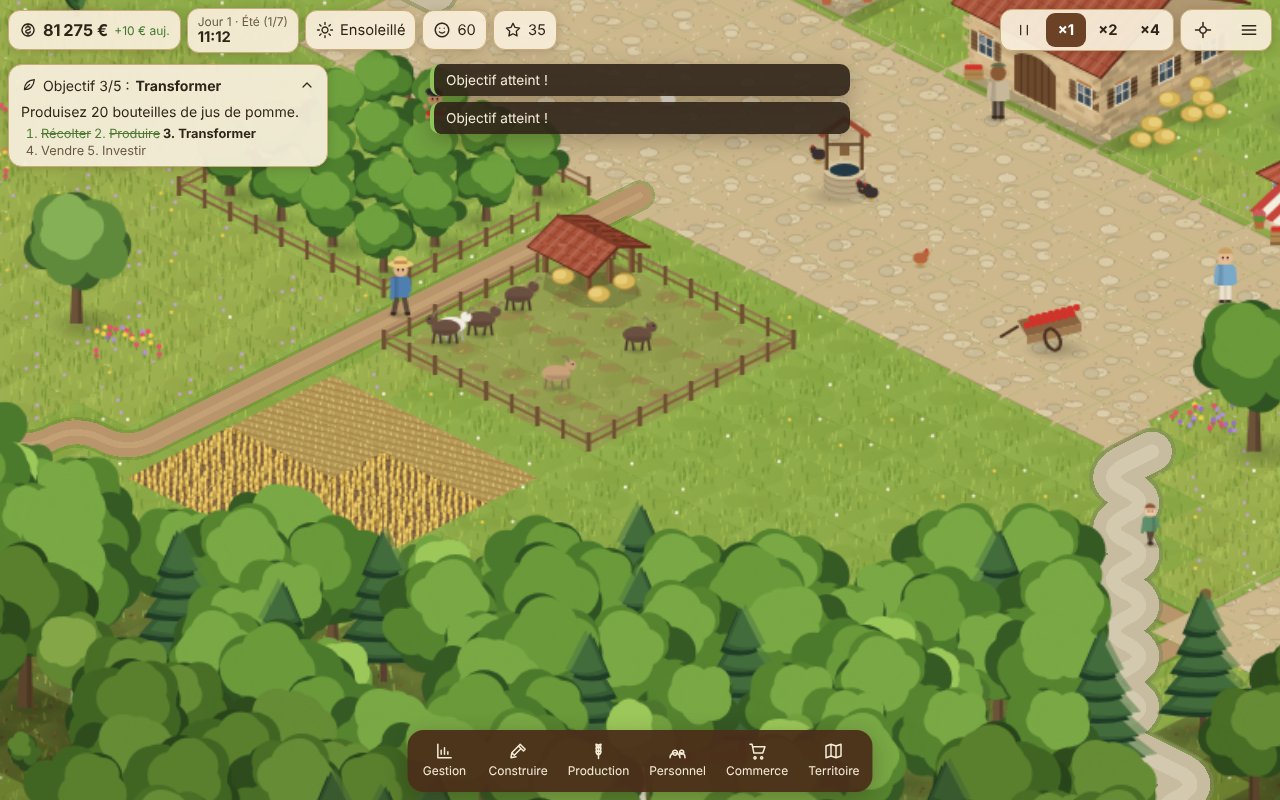 81 275 € +10 € auj.
Jour 1 · Été (1/7)
11:12
Ensoleillé
60
35
×1 ×2 ×4
Objectif 3/5 : Transformer
Produisez 20 bouteilles de jus de pomme.
1. Récolter 2. Produire 3. Transformer
4. Vendre 5. Investir
Objectif atteint !
Objectif atteint !
Gestion Construire Production Personnel Commerce Territoire